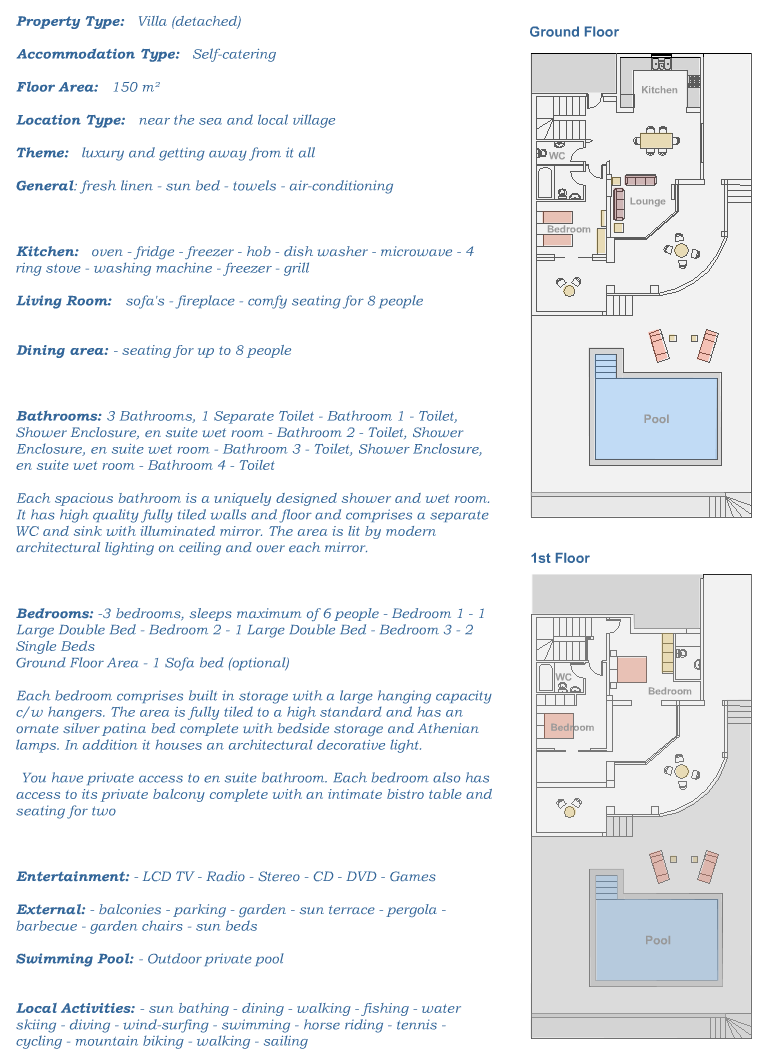 Property Type: Villa (detached)
Accommodation Type: Self-catering
Floor Area: 150 m²
Location Type: near the sea and local village
Theme: luxury and getting away from it all
General: fresh linen - sun bed - towels - air-conditioning
Kitchen: oven - fridge - freezer - hob - dish washer - microwave - 4
ring stove - washing machine - freezer - grill
Living Room: sofa's - fireplace - comfy seating for 8 people
Dining area: - seating for up to 8 people
Bathrooms: 3 Bathrooms, 1 Separate Toilet - Bathroom 1 - Toilet,
Shower Enclosure, en suite wet room - Bathroom 2 - Toilet, Shower
Enclosure, en suite wet room - Bathroom 3 - Toilet, Shower Enclosure,
en suite wet room - Bathroom 4 - Toilet
Each spacious bathroom is a uniquely designed shower and wet room.
It has high quality fully tiled walls and floor and comprises a separate
WC and sink with illuminated mirror. The area is lit by modern
architectural lighting on ceiling and over each mirror.
Bedrooms: -3 bedrooms, sleeps maximum of 6 people - Bedroom 1 - 1
Large Double Bed - Bedroom 2 - 1 Large Double Bed - Bedroom 3 - 2
Single Beds
Ground Floor Area - 1 Sofa bed (optional)
Each bedroom comprises built in storage with a large hanging capacity
c/w hangers. The area is fully tiled to a high standard and has an
ornate silver patina bed complete with bedside storage and Athenian
lamps. In addition it houses an architectural decorative light.
You have private access to en suite bathroom. Each bedroom also has
access to its private balcony complete with an intimate bistro table and
seating for two
Entertainment: - LCD TV - Radio - Stereo - CD - DVD - Games
External: - balconies - parking - garden - sun terrace - pergola -
barbecue - garden chairs - sun beds
Swimming Pool: - Outdoor private pool
Local Activities: - sun bathing - dining - walking - fishing - water
skiing - diving - wind-surfing - swimming - horse riding - tennis -
cycling - mountain biking - walking - sailing
Ground Floor
Kitchen
WC
Lounge
Bedroom
Pool
1st Floor
WC
Bedroom
Bedroom
Pool